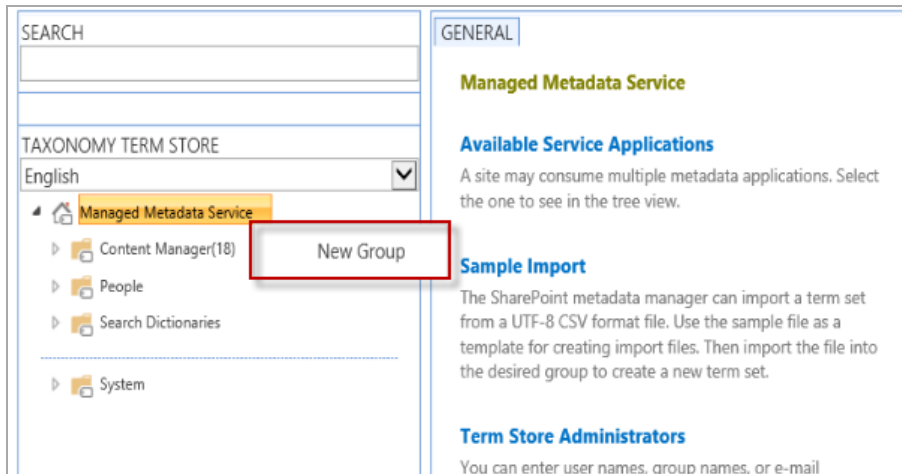 SEARCH
TAXONOMY TERM STORE
English
Managed Metadata Service
Content Manager(18)
New Group
People
Search Dictionaries
System
GENERAL
Managed Metadata Service
Available Service Applications
A site may consume multiple metadata applications. Select
the one to see in the tree view.
Sample Import
The SharePoint metadata manager can import a term set
from a UTF-8 CSV format file. Use the sample file as a
template for creating import files. Then import the file into
the desired group to create a new term set.
Term Store Administrators
You can enter user names, group names, or e-mail